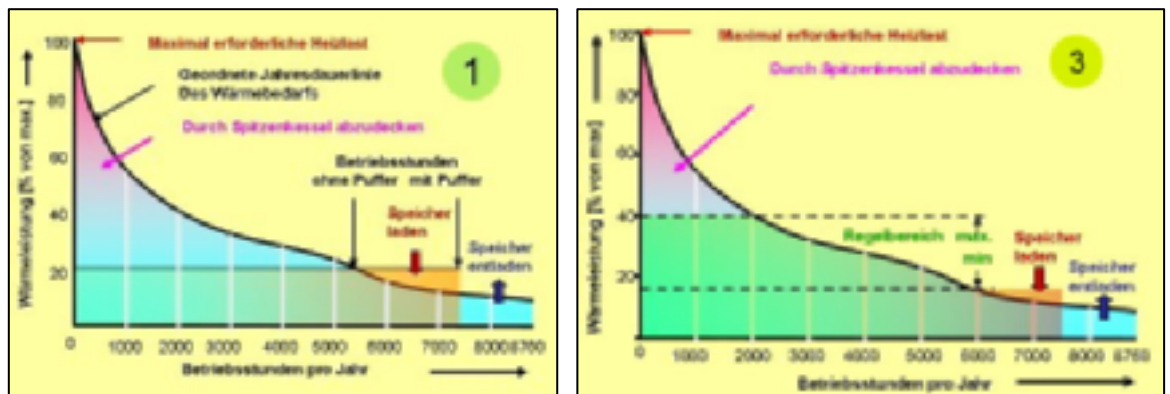 1
Maximal erforderliche Heizlast
Geordnete Jahresdauerlinie
Des Wärmebedarfs
Durch Spitzenkessel abzudecken
Betriebsstunden
ohne Puffer mit Puffer
Speicher
laden
Speicher
entladen
Wärmeleistung [% von max.]
100
80
60
40
20
0 1000 2000 3000 4000 5000 6000 7000 8000 8760
Betriebsstunden pro Jahr
3
Maximal erforderliche Heizlast
Durch Spitzenkessel abzudecken
Regelbereich max.
min
Speicher
laden
Speicher
entladen
Wärmeleistung [% von max]
100
80
60
40
20
0 1000 2000 3000 4000 5000 6000 7000 8000 8760
Betriebsstunden pro Jahr